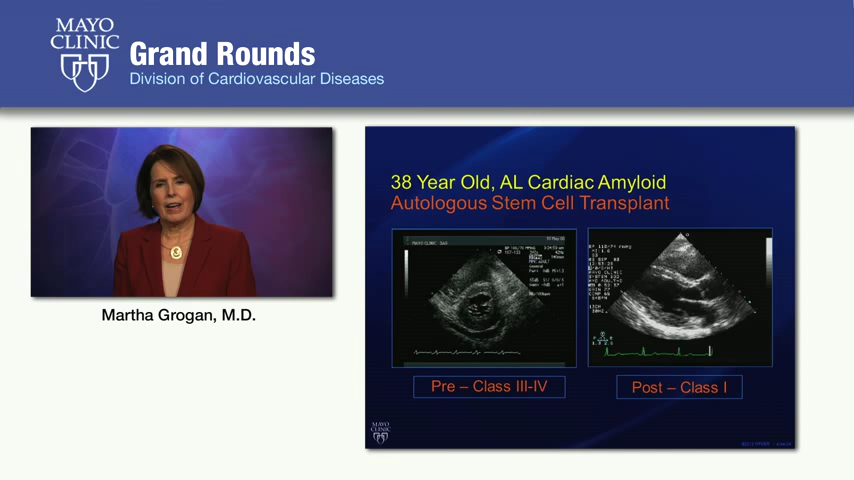 MAYO
CLINIC
Grand Rounds
Division of Cardiovascular Diseases
38 Year Old, AL Cardiac Amyloid
Autologous Stem Cell Transplant
Pre – Class III-IV
Post – Class I
Martha Grogan, M.D.
MAYO
CLINIC